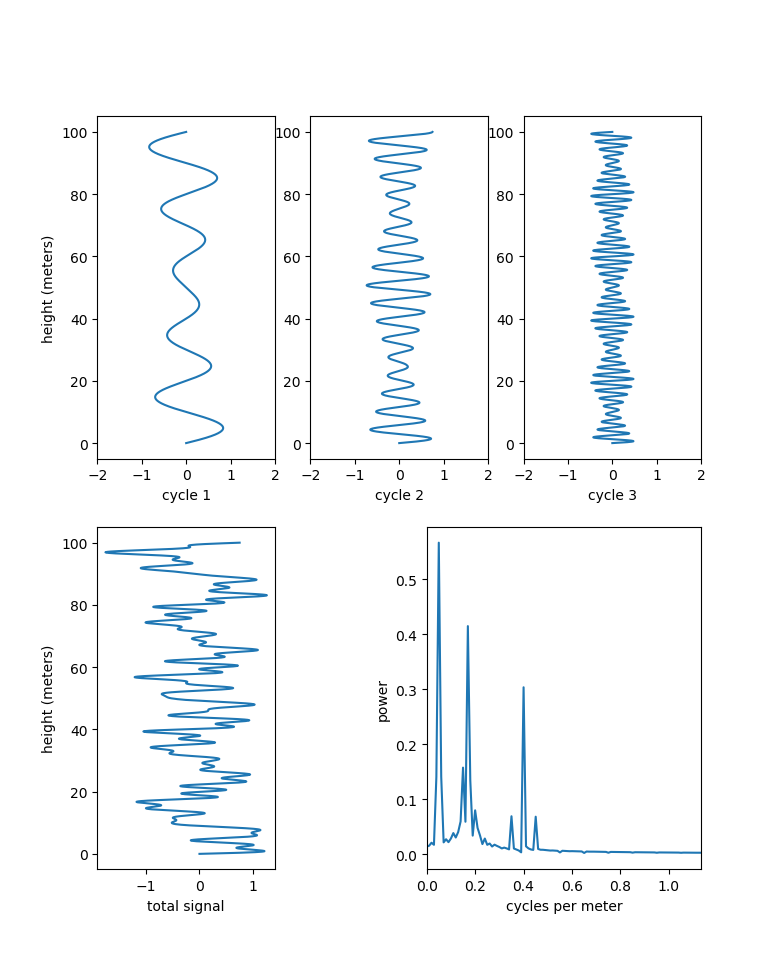 100
80
60
40
20
0
height (meters)
−2 −1 0 1 2
cycle 1
100
80
60
40
20
0
−2 −1 0 1 2
cycle 2
100
80
60
40
20
0
−2 −1 0 1 2
cycle 3
100
80
60
40
20
0
height (meters)
−1 0 1
total signal
0.5
0.4
0.3
0.2
0.1
0.0
power
0.0 0.2 0.4 0.6 0.8 1.0
cycles per meter